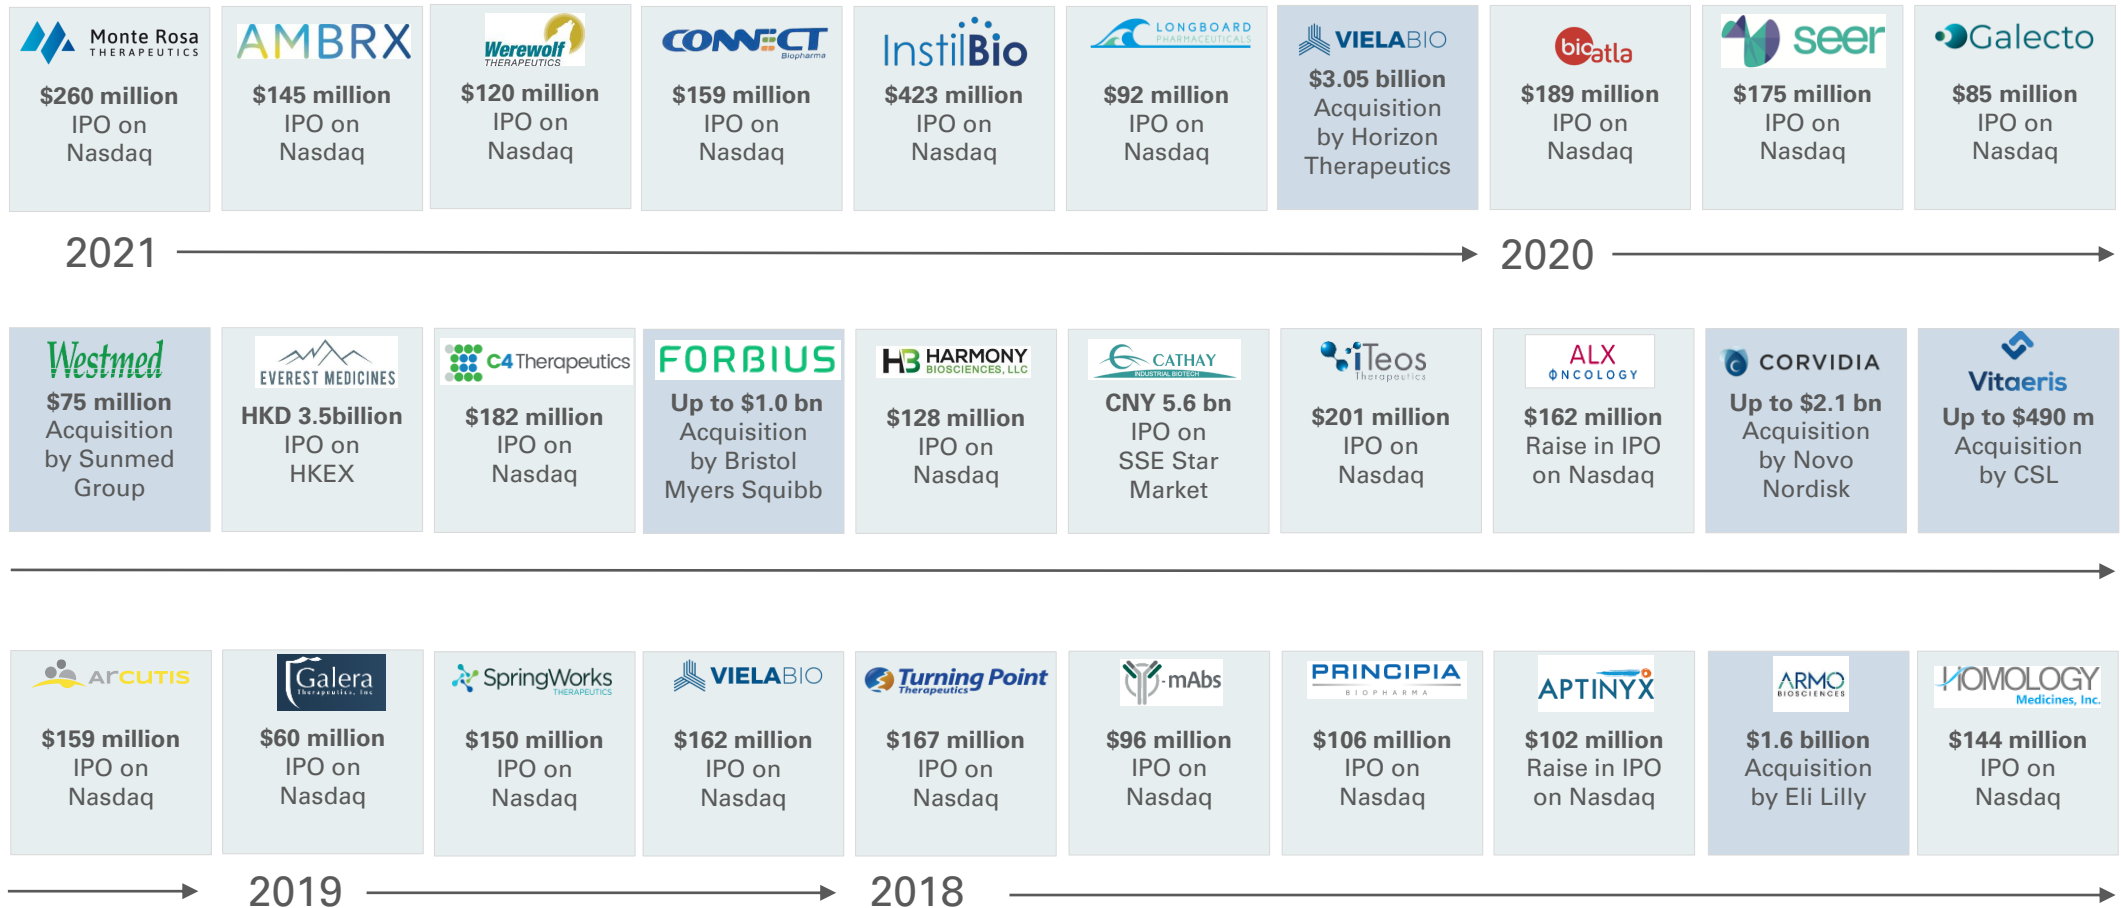 Monte Rosa
THERAPEUTICS
$260 million
IPO on
Nasdaq
AMBRX
$145 million
IPO on
Nasdaq
Werewolf
THERAPEUTICS
$120 million
IPO on
Nasdaq
CONNECT
Biopharma
$159 million
IPO on
Nasdaq
InstilBio
$423 million
IPO on
Nasdaq
LONGBOARD
PHARMACEUTICALS
$92 million
IPO on
Nasdaq
VIELABIO
$3.05 billion
Acquisition
by Horizon
Therapeutics
bioatla
$189 million
IPO on
Nasdaq
seer
$175 million
IPO on
Nasdaq
Galecto
$85 million
IPO on
Nasdaq
2021
2020
Westmed
$75 million
Acquisition
by Sunmed
Group
EVEREST MEDICINES
HKD 3.5billion
IPO on
HKEX
C4 Therapeutics
$182 million
IPO on
Nasdaq
FORBIUS
Up to $1.0 bn
Acquisition
by Bristol
Myers Squibb
HB HARMONY
BIOSCIENCES, LLC
$128 million
IPO on
Nasdaq
CATHAY
INDUSTRIAL BIOTECH
CNY 5.6 bn
IPO on
SSE Star
Market
iTeos
Therapeutics
$201 million
IPO on
Nasdaq
ALX
ONCOLOGY
$162 million
Raise in IPO
on Nasdaq
CORVIDIA
Up to $2.1 bn
Acquisition
by Novo
Nordisk
Vitaeris
Up to $490 m
Acquisition
by CSL
ARCUTIS
$159 million
IPO on
Nasdaq
Galera
Therapeutics, Inc
$60 million
IPO on
Nasdaq
SpringWorks
THERAPEUTICS
$150 million
IPO on
Nasdaq
VIELABIO
$162 million
IPO on
Nasdaq
Turning Point
Therapeutics
$167 million
IPO on
Nasdaq
Y-mAbs
$96 million
IPO on
Nasdaq
PRINCIPIA
BIOPHARMA
$106 million
IPO on
Nasdaq
APTINYX
$102 million
Raise in IPO
on Nasdaq
ARMO
BIOSCIENCES
$1.6 billion
Acquisition
by Eli Lilly
HOMOLOGY
Medicines, Inc.
$144 million
IPO on
Nasdaq
2019
2018